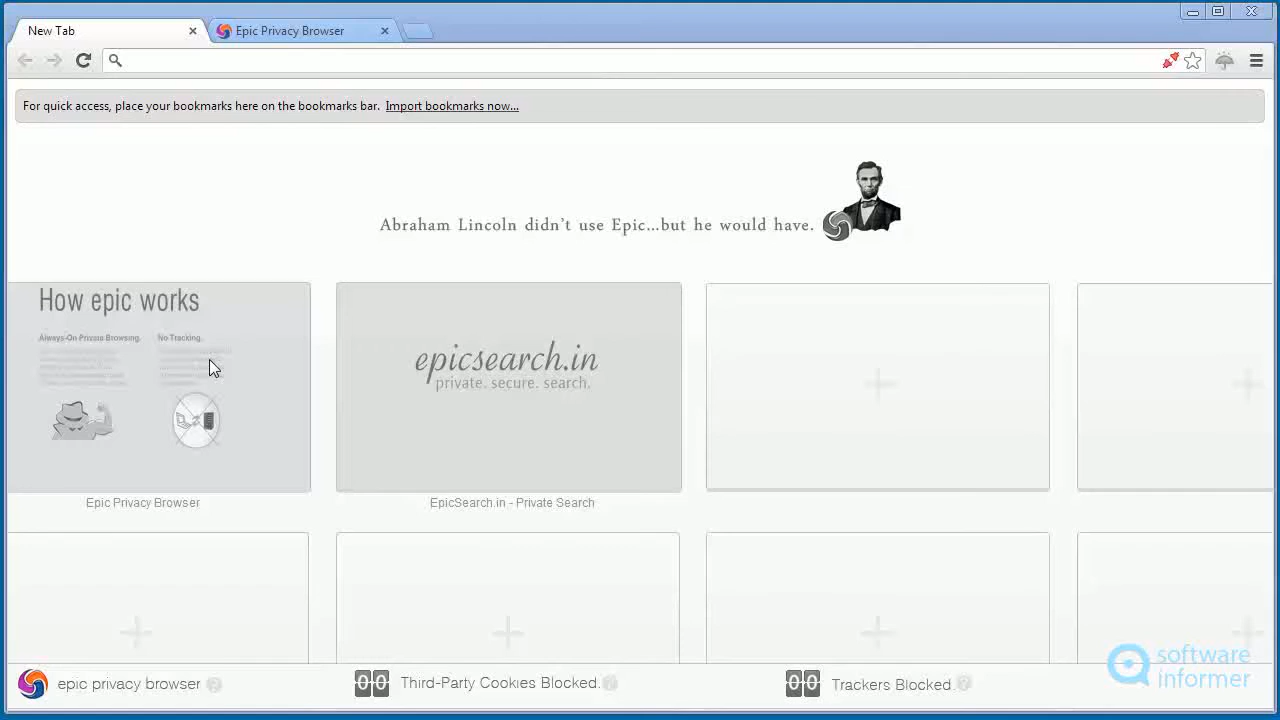 New Tab
Epic Privacy Browser
For quick access, place your bookmarks here on the bookmarks bar. Import bookmarks now...
Abraham Lincoln didn't use Epic...but he would have.
How epic works
Always-On Private Browsing. No Tracking.
epicsearch.in
private. secure. search.
Epic Privacy Browser
EpicSearch.in - Private Search
epic privacy browser ?
00 Third-Party Cookies Blocked. ?
00 Trackers Blocked. ?
software
informer